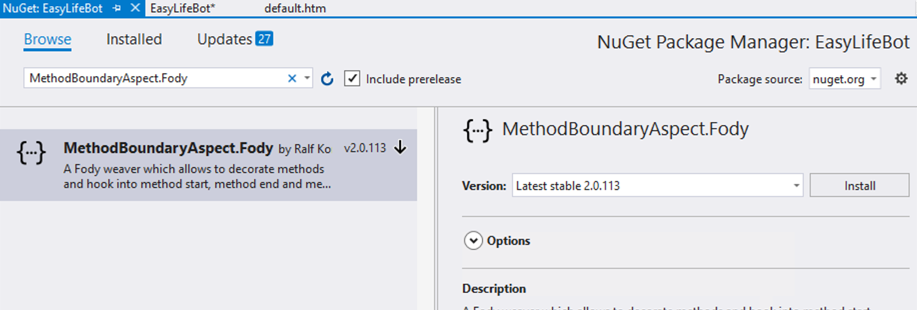 NuGet: EasyLifeBot EasyLifeBot* default.htm
Browse Installed Updates 27
NuGet Package Manager: EasyLifeBot
MethodBoundaryAspect.Fody Include prerelease
Package source: nuget.org
{···} MethodBoundaryAspect.Fody by Ralf Ko v2.0.113
A Fody weaver which allows to decorate methods
and hook into method start, method end and me...
{···} MethodBoundaryAspect.Fody
Version: Latest stable 2.0.113 Install
Options
Description